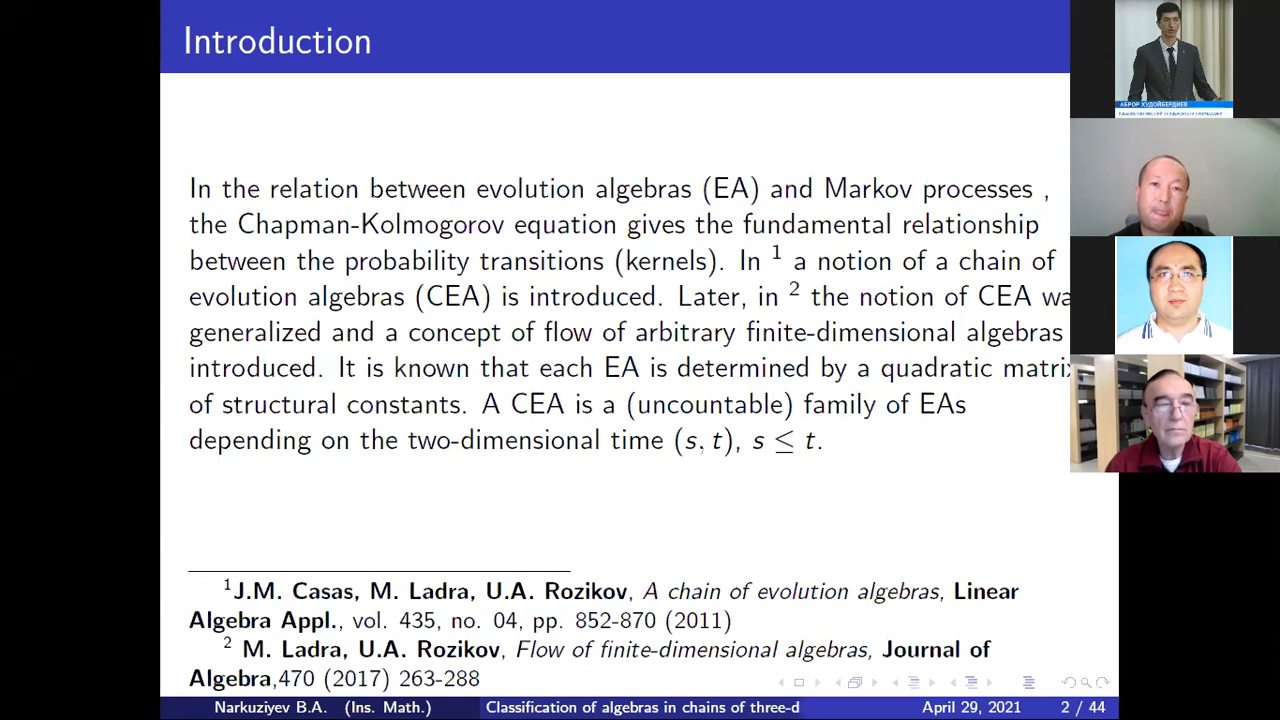 Introduction
In the relation between evolution algebras (EA) and Markov processes ,
the Chapman-Kolmogorov equation gives the fundamental relationship
between the probability transitions (kernels). In 1 a notion of a chain of
evolution algebras (CEA) is introduced. Later, in 2 the notion of CEA wa
generalized and a concept of flow of arbitrary finite-dimensional algebras
introduced. It is known that each EA is determined by a quadratic matrix
of structural constants. A CEA is a (uncountable) family of EAs
depending on the two-dimensional time (s, t), s ≤ t.
1J.M. Casas, M. Ladra, U.A. Rozikov, A chain of evolution algebras, Linear
Algebra Appl., vol. 435, no. 04, pp. 852-870 (2011)
2 M. Ladra, U.A. Rozikov, Flow of finite-dimensional algebras, Journal of
Algebra,470 (2017) 263-288
Narkuziyev B.A. (Ins. Math.) Classification of algebras in chains of three-d April 29, 2021 2 / 44
АБРОР ХУДОЙБЕРДИЕВ